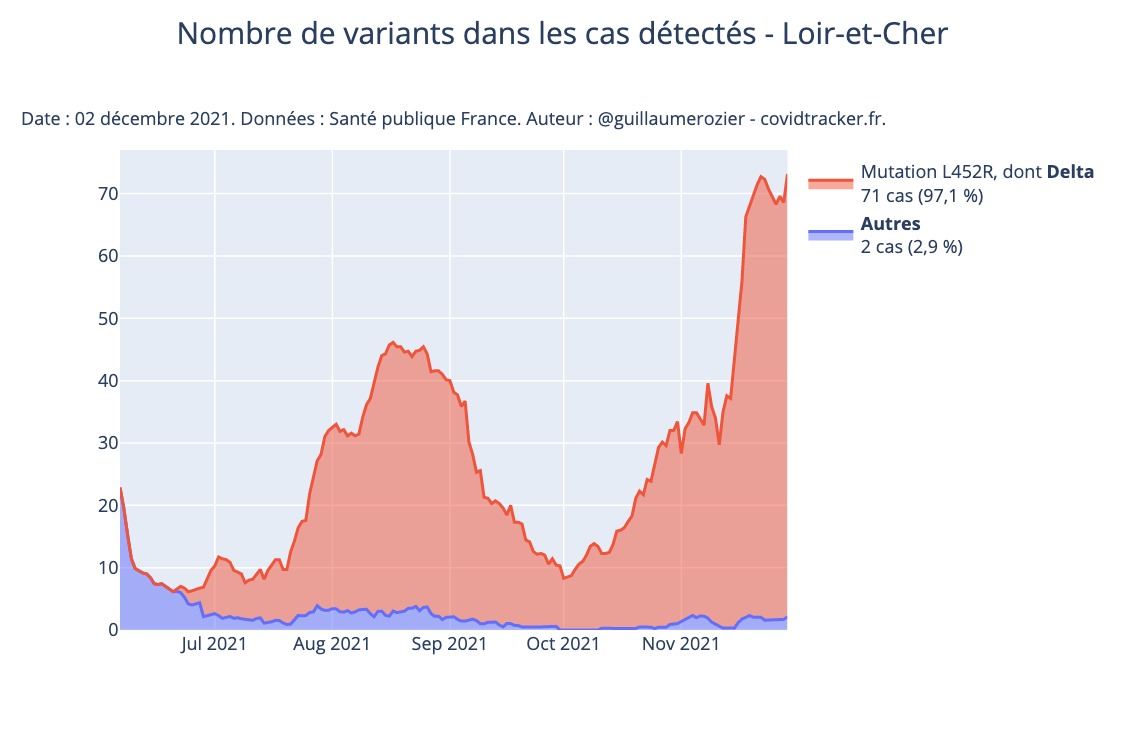 Nombre de variants dans les cas détectés - Loir-et-Cher
Date : 02 décembre 2021. Données : Santé publique France. Auteur : @guillaumerozier - covidtracker.fr.
Mutation L452R, dont Delta
71 cas (97,1 %)
Autres
2 cas (2,9 %)
70
60
50
40
30
20
10
0
Jul 2021 Aug 2021 Sep 2021 Oct 2021 Nov 2021